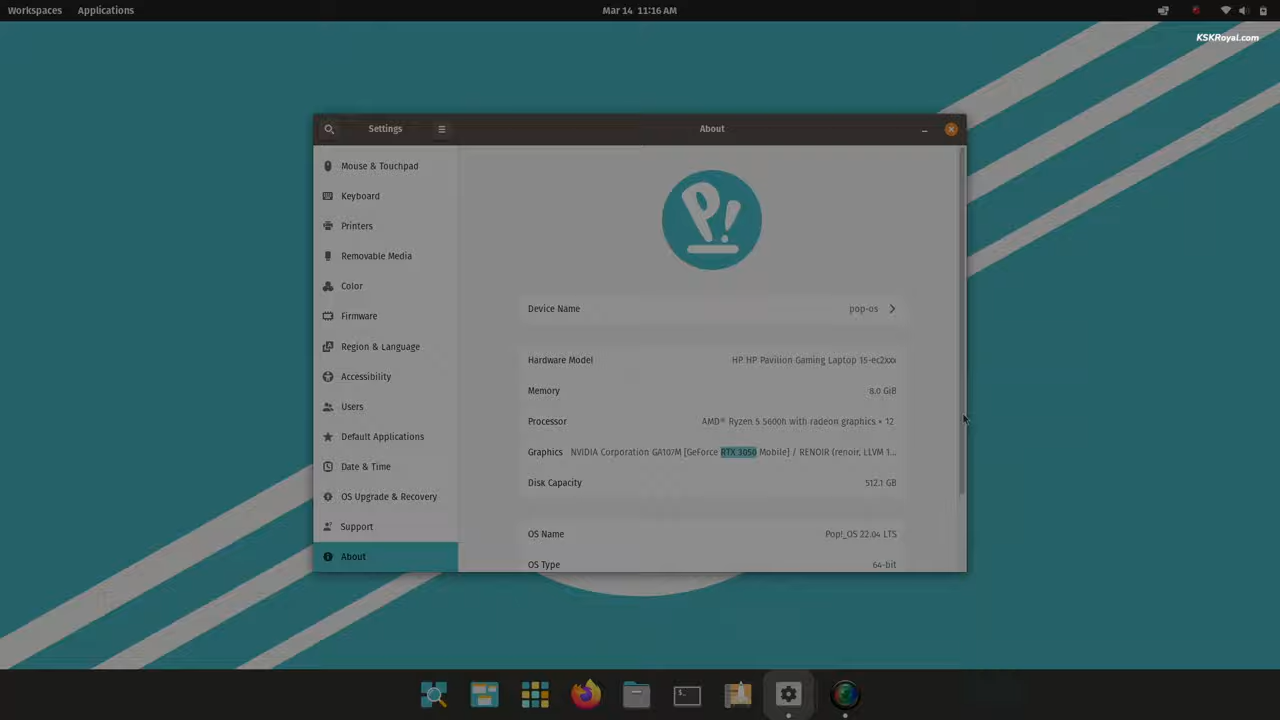 Workspaces Applications Mar 14 11:16 AM
KSKRoyal.com
Settings About
Mouse & Touchpad
Keyboard
Printers
Removable Media
Color
Firmware
Region & Language
Accessibility
Users
Default Applications
Date & Time
OS Upgrade & Recovery
Support
About
P!
Device Name pop-os
Hardware Model HP HP Pavilion Gaming Laptop 15-ec2xxx
Memory 8.0 GiB
Processor AMD® Ryzen 5 5600h with radeon graphics × 12
Graphics NVIDIA Corporation GA107M [GeForce RTX 3050 Mobile] / RENOIR (renoir, LLVM 1...
Disk Capacity 512.1 GB
OS Name Pop!_OS 22.04 LTS
OS Type 64-bit
$_